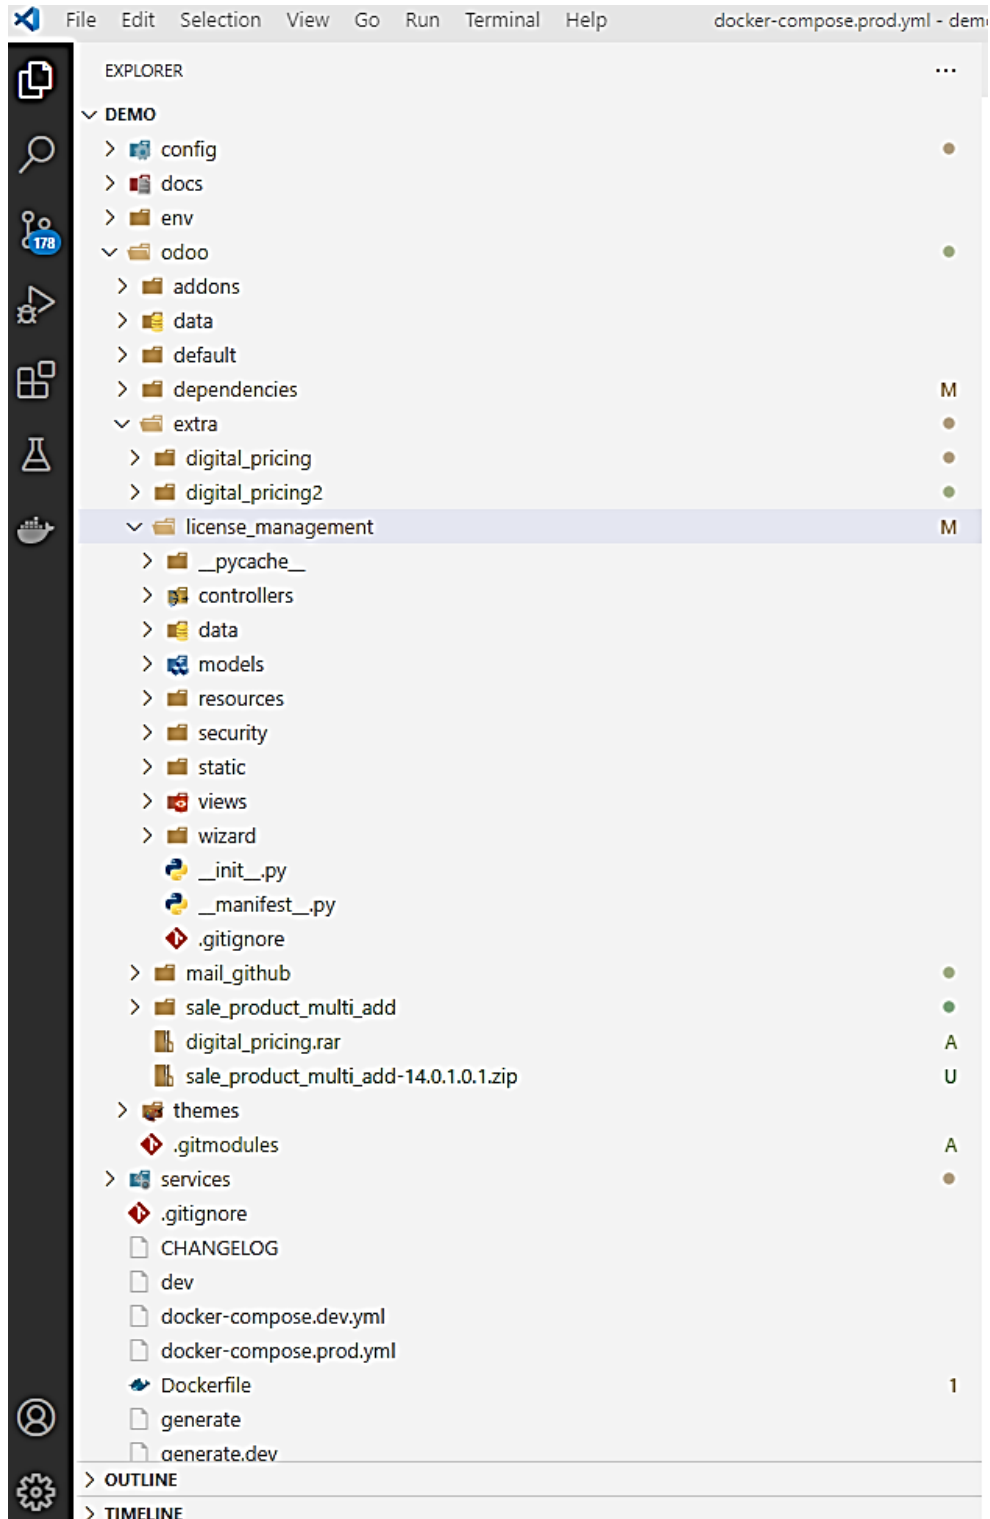 File Edit Selection View Go Run Terminal Help docker-compose.prod.yml - demo
EXPLORER
DEMO
config
docs
env
178
odoo
addons
data
default
dependencies M
extra
digital_pricing
digital_pricing2
license_management M
__pycache__
controllers
data
models
resources
security
static
views
wizard
__init__.py
__manifest__.py
.gitignore
mail_github
sale_product_multi_add
digital_pricing.rar A
sale_product_multi_add-14.0.1.0.1.zip U
themes
.gitmodules A
services
.gitignore
CHANGELOG
dev
docker-compose.dev.yml
docker-compose.prod.yml
Dockerfile 1
generate
generate.dev
OUTLINE
TIMELINE